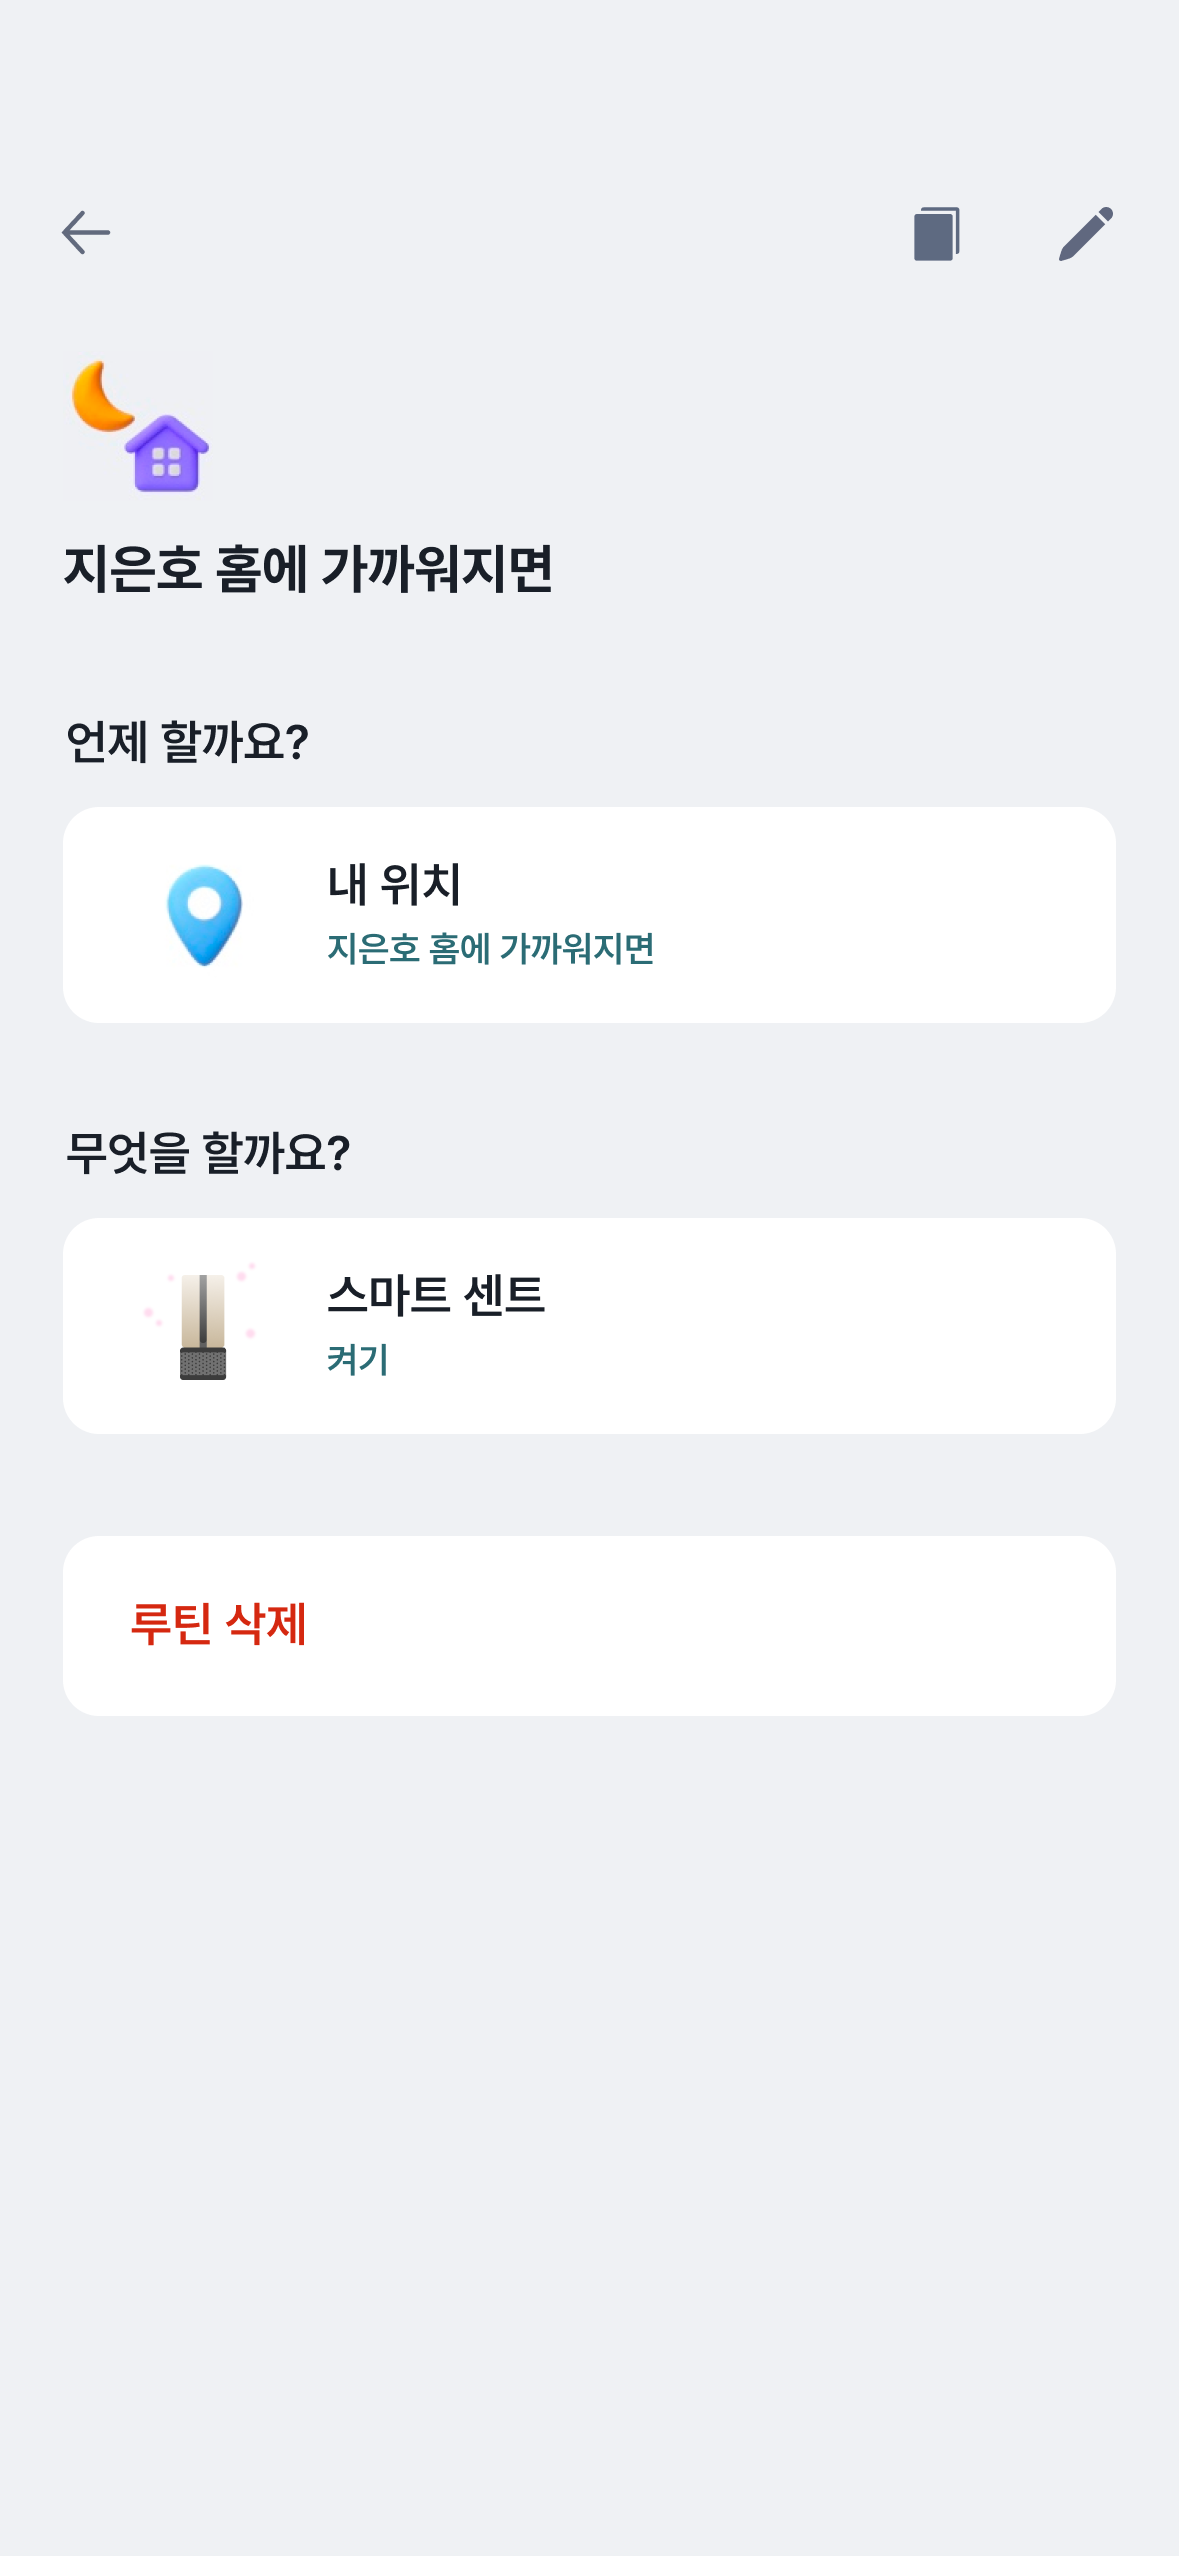 지은호 홈에 가까워지면
언제 할까요?
내 위치
지은호 홈에 가까워지면
무엇을 할까요?
스마트 센트
켜기
루틴 삭제